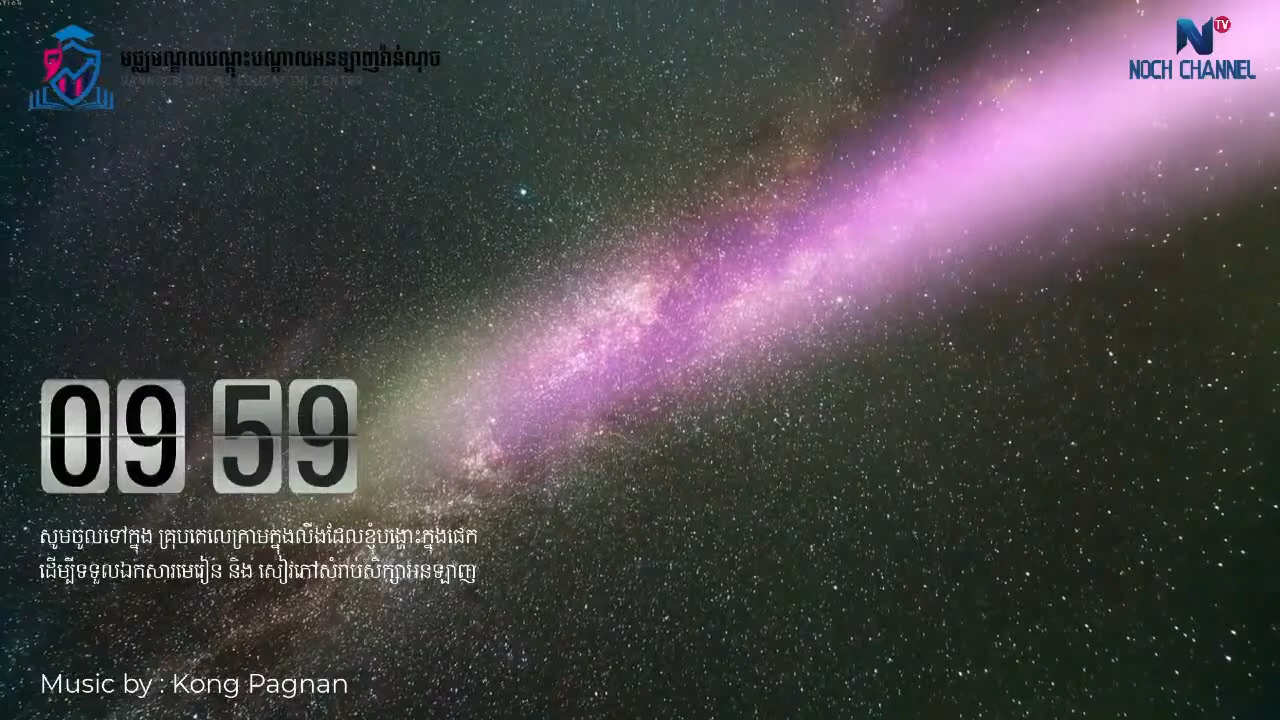 មជ្ឈមណ្ឌលបណ្តុះបណ្តាលអនឡាញវ៉ាន់ណុច
N TV
NOCH CHANNEL
09 59
សូមចូលទៅក្នុង គ្រុបតេលេក្រាមក្នុងលីងដែលខ្ញុំបង្ហោះក្នុងផេក
ដើម្បីទទួលឯកសារមេរៀន និង សៀវភៅសំរាប់សិក្សាអនឡាញ
Music by : Kong Pagnan